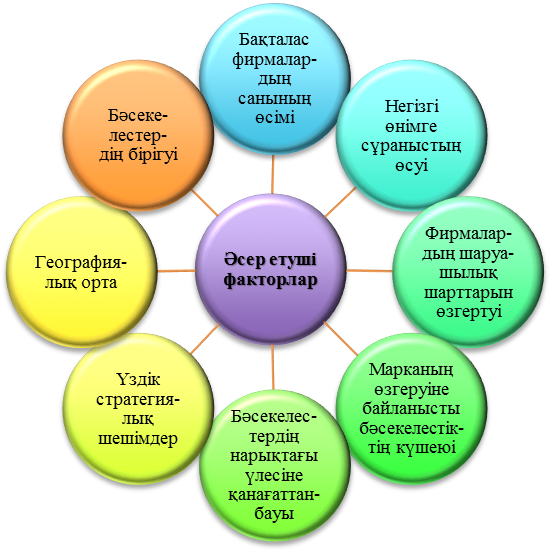 Бақталас
фирмалар-
дың
санының
өсімі
Негізгі
өнімге
сұраныстың
өсуі
Фирмалар-
дың шаруа-
шылық
шарттарын
өзгертуі
Марканың
өзгеруіне
байланысты
бәсекелестік-
тің күшеюі
Бәсекелес-
тердің
нарықтағы
үлесіне
қанағаттан-
бауы
Үздік
стратегия-
лық
шешімдер
География-
лық орта
Бәсеке-
лестер-
дің бірігуі
Әсер етуші
факторлар